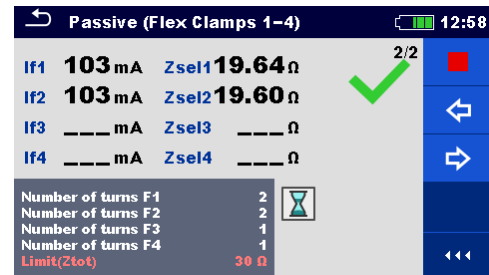 Passive (Flex Clamps 1-4) 12:58
2/2
If1 103 mA Zsel1 19.64 Ω
If2 103 mA Zsel2 19.60 Ω
If3 ___ mA Zsel3 ___ Ω
If4 ___ mA Zsel4 ___ Ω
Number of turns F1 2
Number of turns F2 2
Number of turns F3 1
Number of turns F4 1
Limit(Ztot) 30 Ω